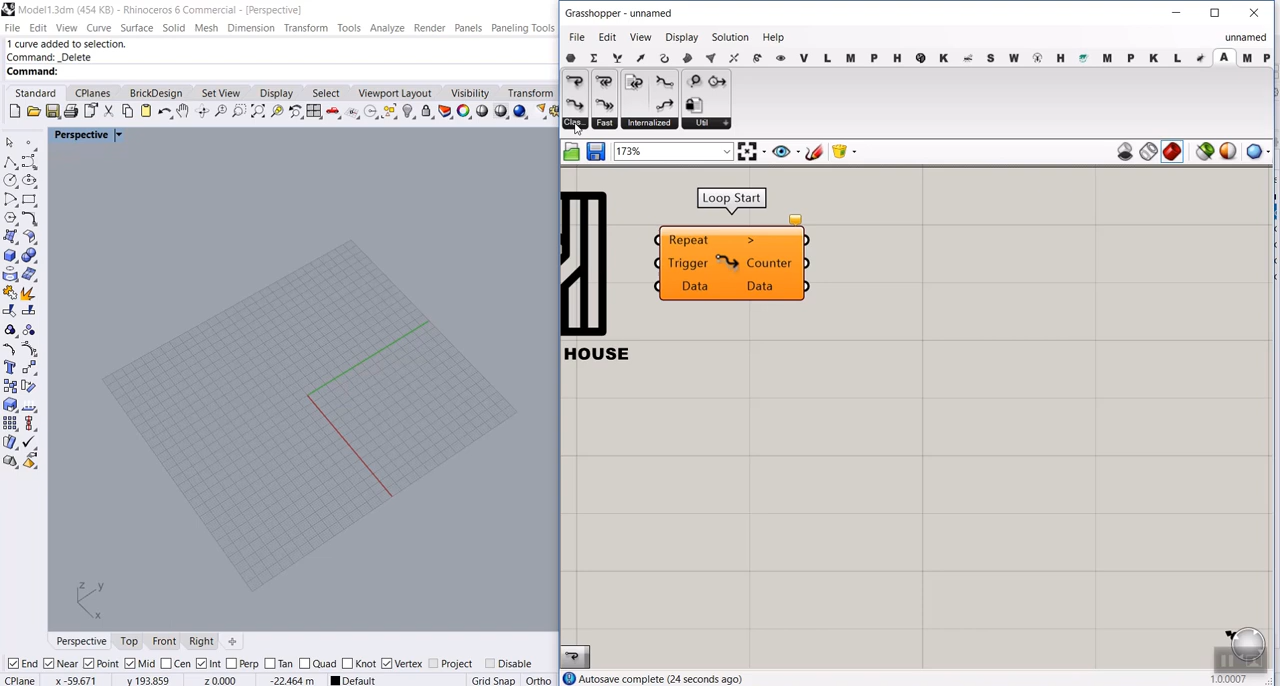 Model1.3dm (454 KB) - Rhinoceros 6 Commercial - [Perspective]
File Edit View Curve Surface Solid Mesh Dimension Transform Tools Analyze Render Panels Paneling Tools
1 curve added to selection.
Command: _Delete
Command:
Standard CPlanes BrickDesign Set View Display Select Viewport Layout Visibility Transform
Perspective
z y
x
Perspective Top Front Right
End Near Point Mid Cen Int Perp Tan Quad Knot Vertex Project Disable
CPlane x -59.671 y 193.859 z 0.000 -22.464 m Default Grid Snap Ortho
Grasshopper - unnamed
File Edit View Display Solution Help unnamed
V L M P H K S W H M P K L A M P
Clas... Fast Internalized Util
173%
Loop Start
Repeat >
Trigger Counter
Data Data
HOUSE
Autosave complete (24 seconds ago) 1.0.0007